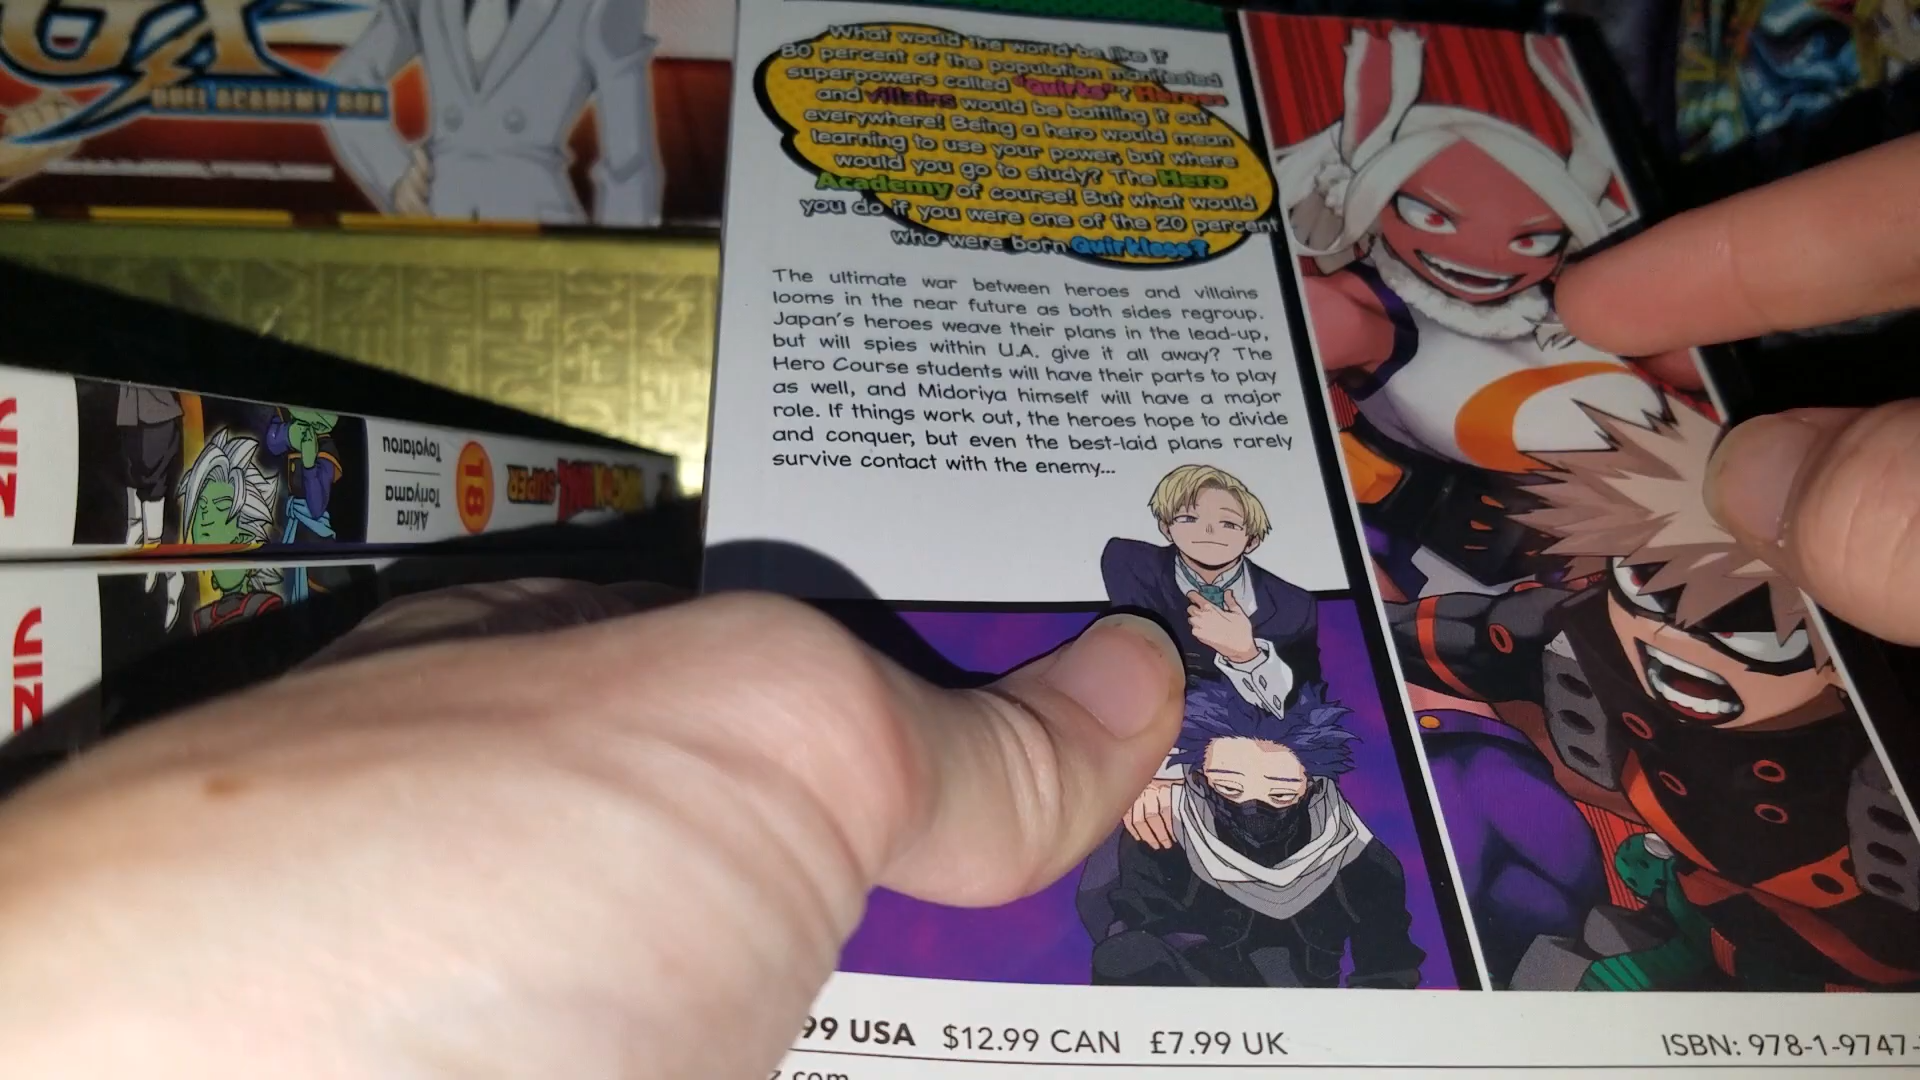 GX
DUEL ACADEMY BOX
What would the world be like if
80 percent of the population manifested
superpowers called "Quirks"? Heroes
and villains would be battling it out
everywhere! Being a hero would mean
learning to use your power, but where
would you go to study? The Hero
Academy of course! But what would
you do if you were one of the 20 percent
who were born Quirkless?
The ultimate war between heroes and villains
looms in the near future as both sides regroup.
Japan's heroes weave their plans in the lead-up,
but will spies within U.A. give it all away? The
Hero Course students will have their parts to play
as well, and Midoriya himself will have a major
role. If things work out, the heroes hope to divide
and conquer, but even the best-laid plans rarely
survive contact with the enemy...
99 USA $12.99 CAN £7.99 UK
ISBN: 978-1-9747-
z.com
Akira
Toriyama
Toyotarou
18
DRAGON BALL SUPER